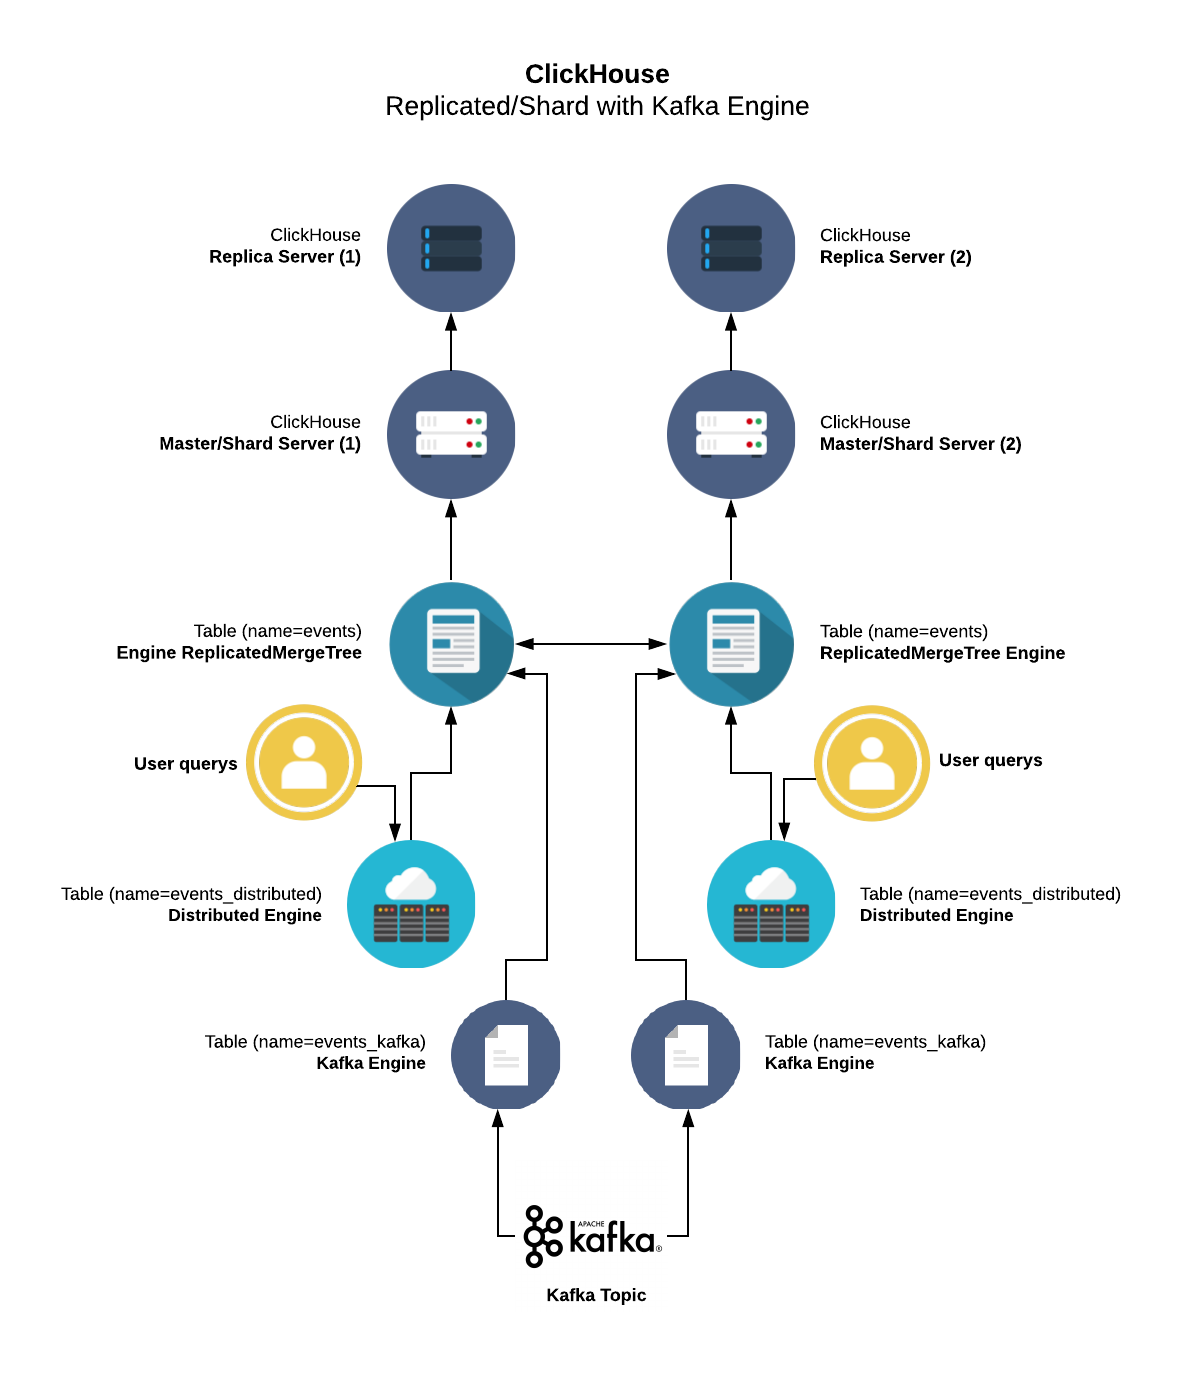 ClickHouse
Replicated/Shard with Kafka Engine
ClickHouse
Replica Server (1)
ClickHouse
Replica Server (2)
ClickHouse
Master/Shard Server (1)
ClickHouse
Master/Shard Server (2)
Table (name=events)
Engine ReplicatedMergeTree
Table (name=events)
ReplicatedMergeTree Engine
User querys
User querys
Table (name=events_distributed)
Distributed Engine
Table (name=events_distributed)
Distributed Engine
Table (name=events_kafka)
Kafka Engine
Table (name=events_kafka)
Kafka Engine
APACHE
kafka®
Kafka Topic